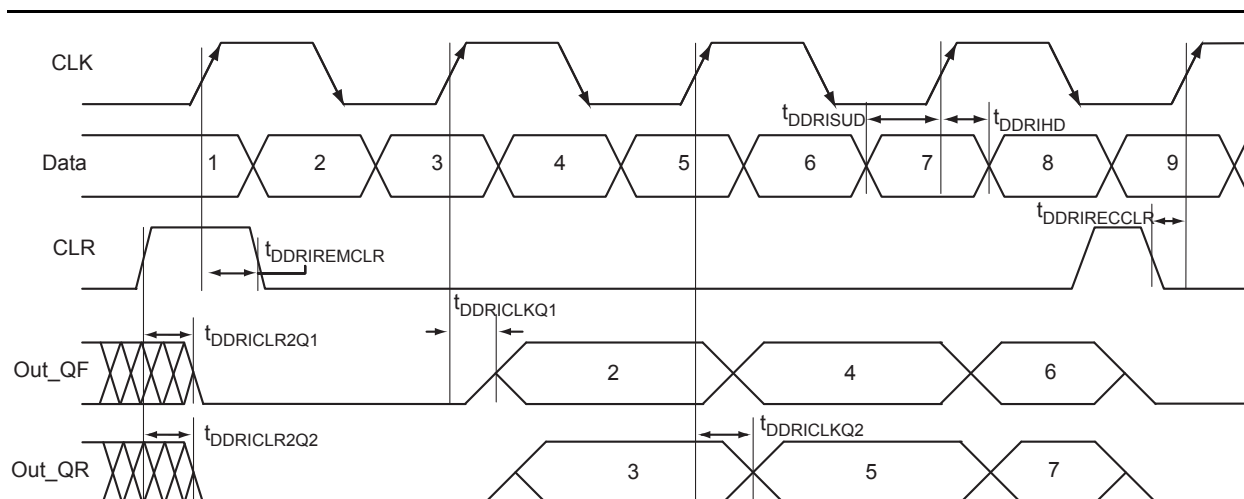 CLK
tDDRISUD
tDDRIHD
Data
1 2 3 4 5 6 7 8 9
tDDRIRECCLR
CLR
tDDRIREMCLR
tDDRICLKQ1
tDDRICLR2Q1
Out_QF
2 4 6
tDDRICLR2Q2
tDDRICLKQ2
Out_QR
3 5 7